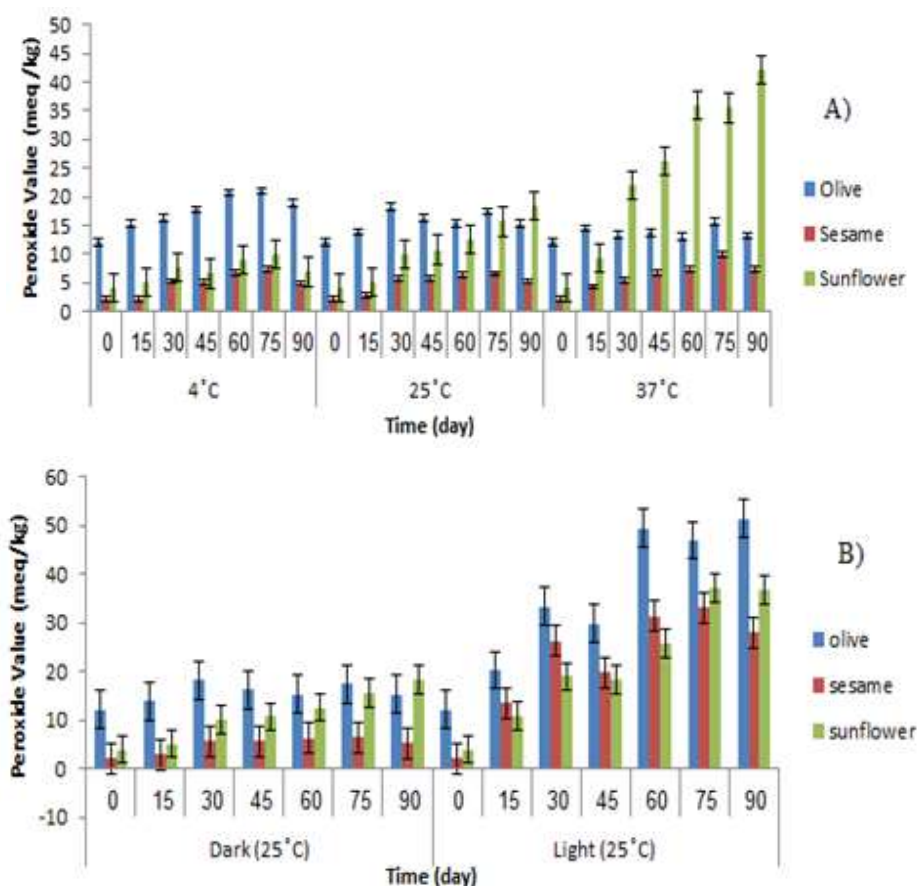 Peroxide Value (meq /kg)
50
45
40
35
30
25
20
15
10
5
0
0 15 30 45 60 75 90 0 15 30 45 60 75 90 0 15 30 45 60 75 90
4˚C 25˚C 37˚C
Time (day)
A)
Olive
Sesame
Sunflower
Peroxide Value (meq/kg)
60
50
40
30
20
10
0
-10
0 15 30 45 60 75 90 0 15 30 45 60 75 90
Dark (25˚C) Light (25˚C)
Time (day)
B)
olive
sesame
sunflower